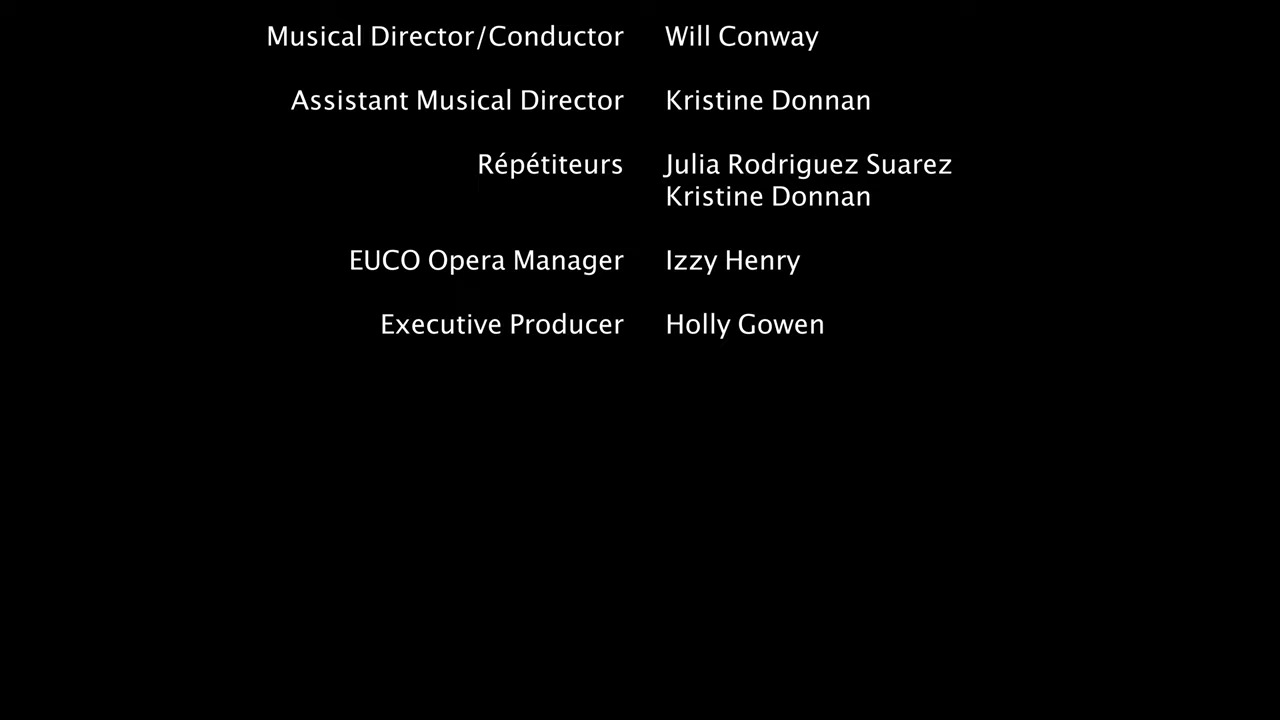 Musical Director/Conductor Will Conway
Assistant Musical Director Kristine Donnan
Répétiteurs Julia Rodriguez Suarez
Kristine Donnan
EUCO Opera Manager Izzy Henry
Executive Producer Holly Gowen